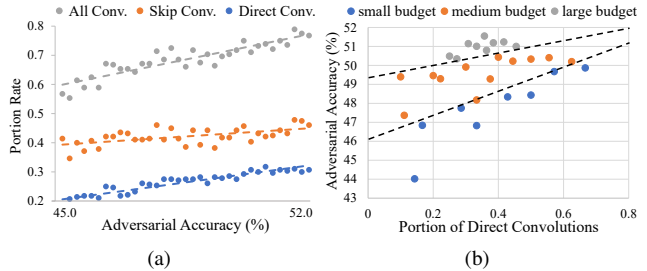 All Conv. Skip Conv. Direct Conv.
Portion Rate
0.8
0.7
0.6
0.5
0.4
0.3
0.2
45.0 52.0
Adversarial Accuracy (%)
(a)
small budget medium budget large budget
Adversarial Accuracy (%)
52
51
50
49
48
47
46
45
44
43
0 0.2 0.4 0.6 0.8
Portion of Direct Convolutions
(b)